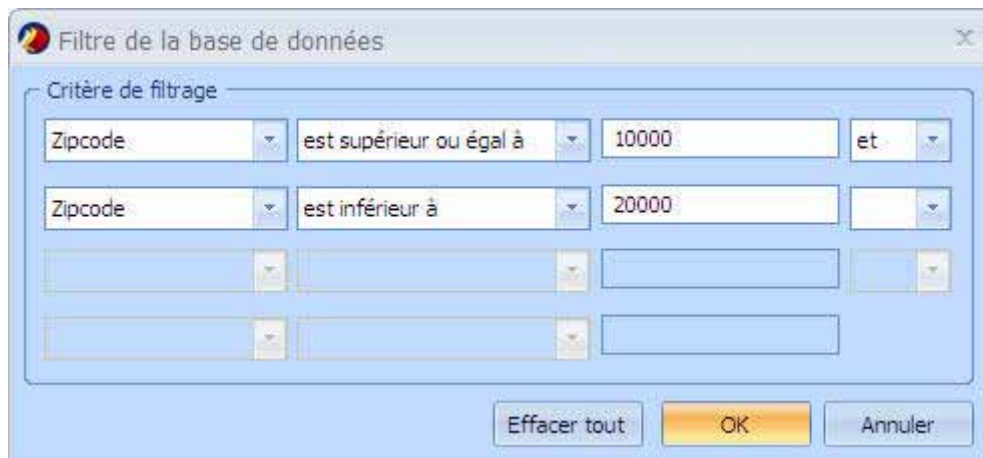 Filtre de la base de données
Critère de filtrage
Zipcode est supérieur ou égal à 10000 et
Zipcode est inférieur à 20000
Effacer tout OK Annuler